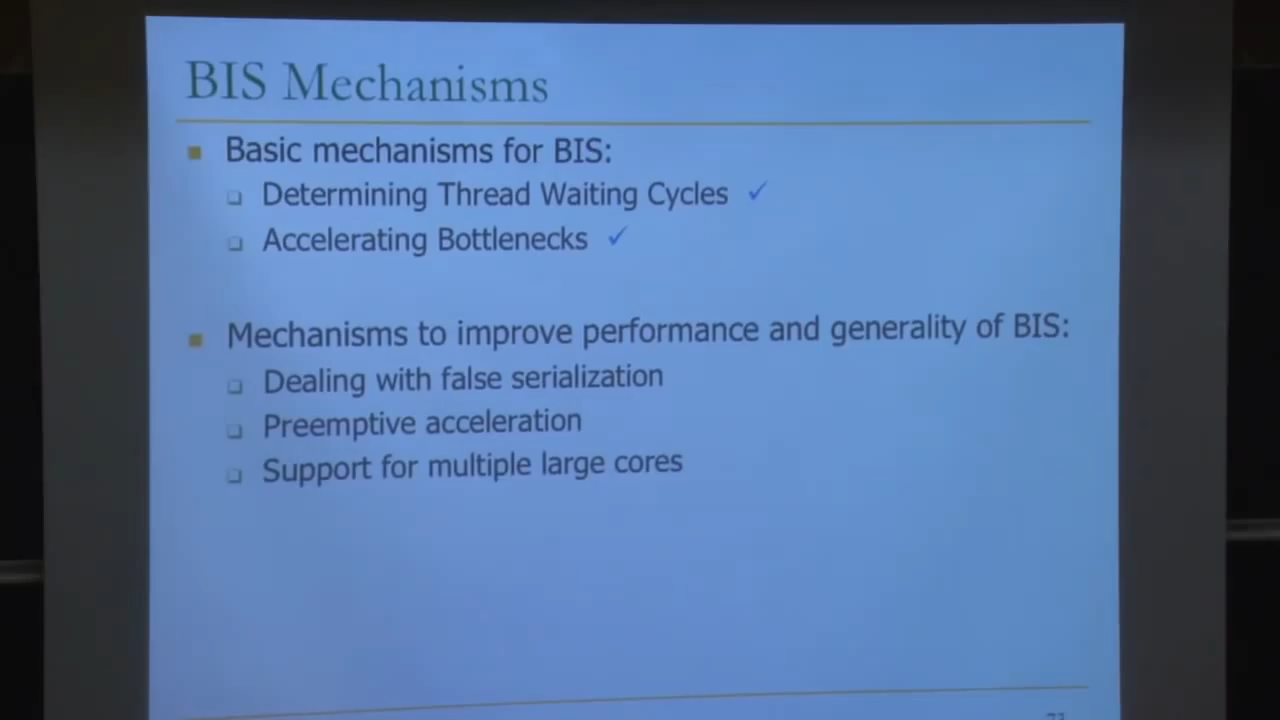 BIS Mechanisms
Basic mechanisms for BIS:
Determining Thread Waiting Cycles ✓
Accelerating Bottlenecks ✓
Mechanisms to improve performance and generality of BIS:
Dealing with false serialization
Preemptive acceleration
Support for multiple large cores